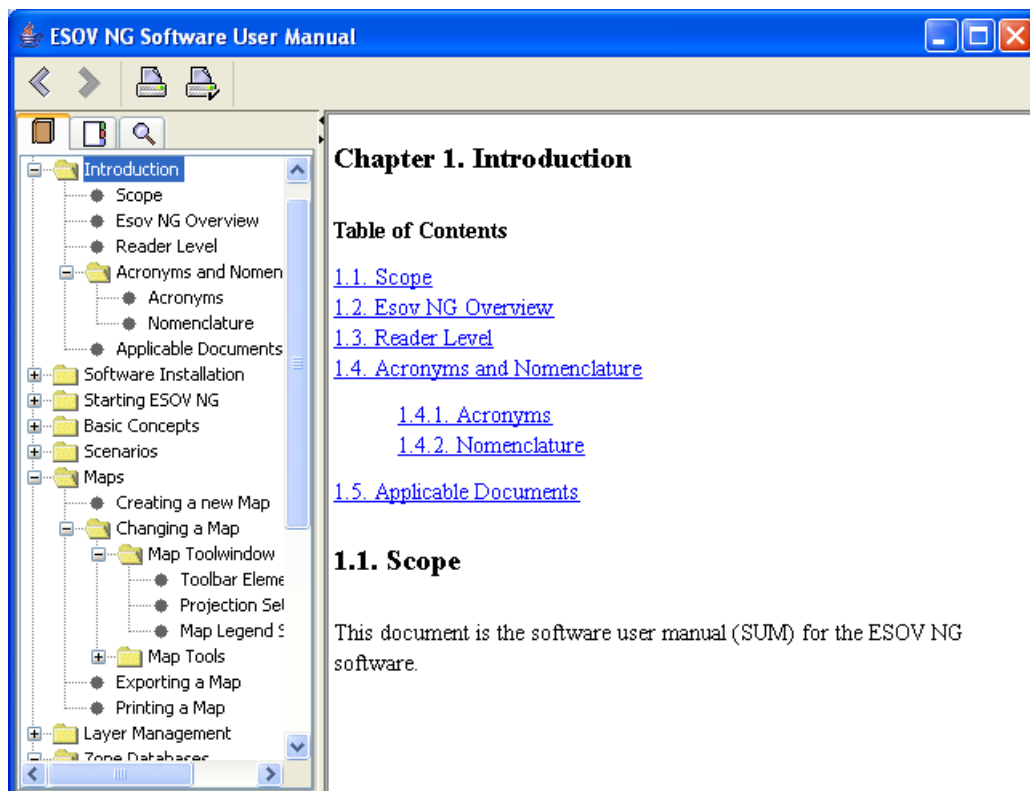 ESOV NG Software User Manual
Introduction
Scope
Esov NG Overview
Reader Level
Acronyms and Nomen
Acronyms
Nomenclature
Applicable Documents
Software Installation
Starting ESOV NG
Basic Concepts
Scenarios
Maps
Creating a new Map
Changing a Map
Map Toolwindow
Toolbar Eleme
Projection Set
Map Legend S
Map Tools
Exporting a Map
Printing a Map
Layer Management
Zone Databases
Chapter 1. Introduction
Table of Contents
1.1. Scope
1.2. Esov NG Overview
1.3. Reader Level
1.4. Acronyms and Nomenclature
1.4.1. Acronyms
1.4.2. Nomenclature
1.5. Applicable Documents
1.1. Scope
This document is the software user manual (SUM) for the ESOV NG
software.